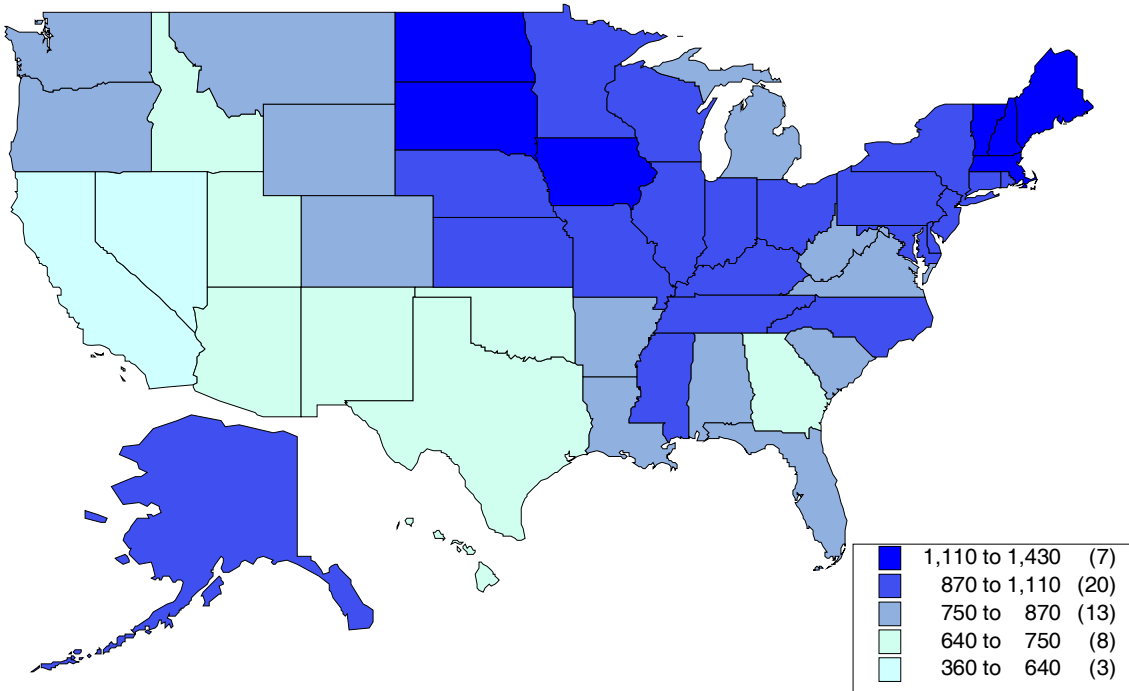 1,110 to 1,430 (7)
870 to 1,110 (20)
750 to 870 (13)
640 to 750 (8)
360 to 640 (3)